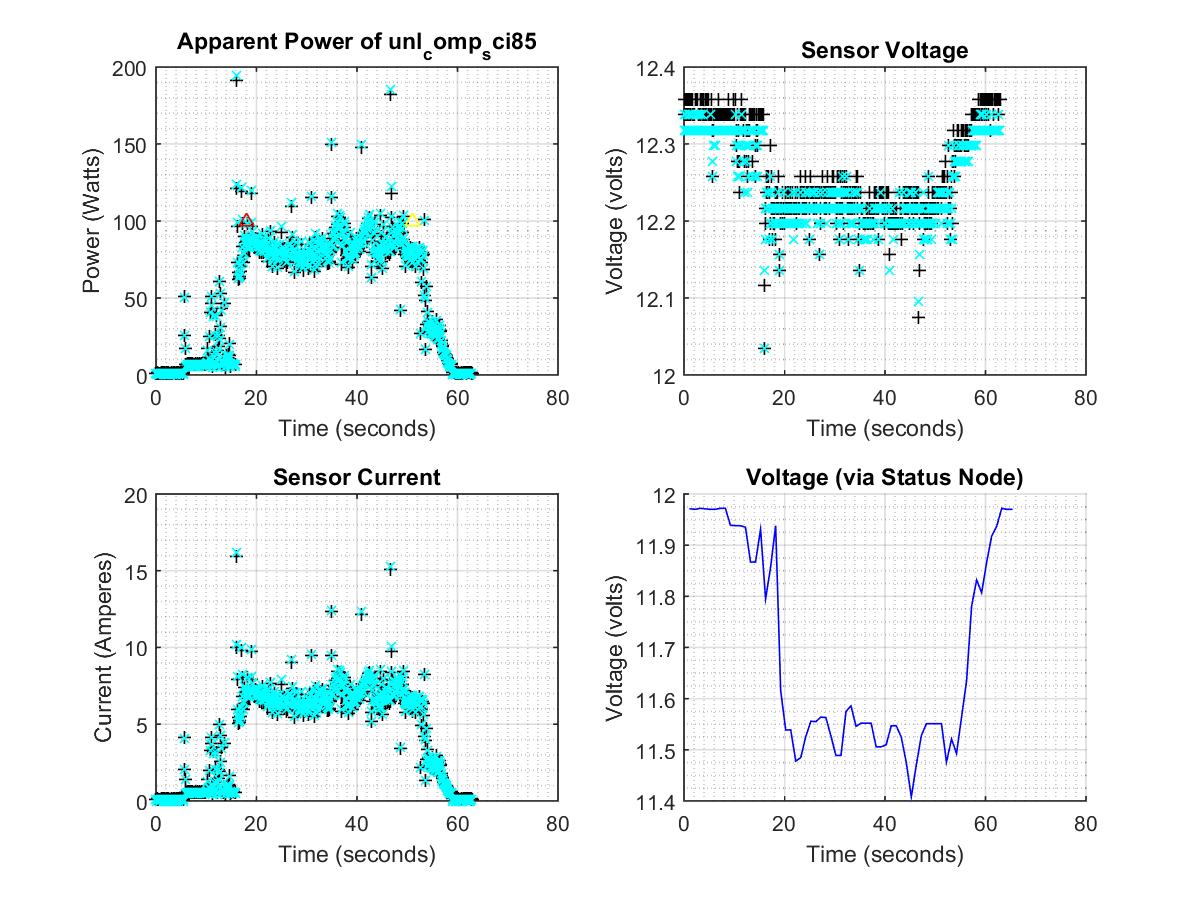 Apparent Power of unlcompsci85
200
150
100
50
0
Power (Watts)
0 20 40 60 80
Time (seconds)
Sensor Voltage
12.4
12.3
12.2
12.1
12
Voltage (volts)
0 20 40 60 80
Time (seconds)
Sensor Current
20
15
10
5
0
Current (Amperes)
0 20 40 60 80
Time (seconds)
Voltage (via Status Node)
12
11.9
11.8
11.7
11.6
11.5
11.4
Voltage (volts)
0 20 40 60 80
Time (seconds)